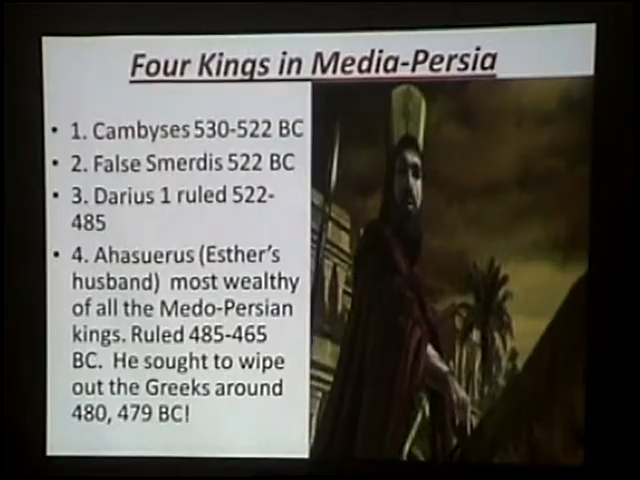 Four Kings in Media-Persia
• 1. Cambyses 530-522 BC
• 2. False Smerdis 522 BC
• 3. Darius 1 ruled 522-
485
• 4. Ahasuerus (Esther's
husband) most wealthy
of all the Medo-Persian
kings. Ruled 485-465
BC. He sought to wipe
out the Greeks around
480, 479 BC!